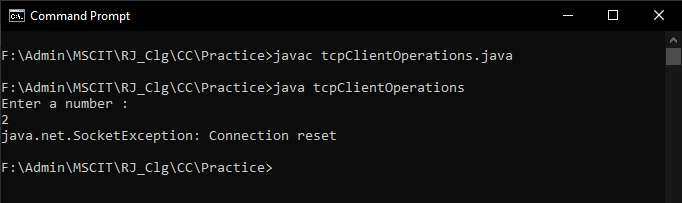 Command Prompt
F:\Admin\MSCIT\RJ_Clg\CC\Practice>javac tcpClientOperations.java
F:\Admin\MSCIT\RJ_Clg\CC\Practice>java tcpClientOperations
Enter a number :
2
java.net.SocketException: Connection reset
F:\Admin\MSCIT\RJ_Clg\CC\Practice>